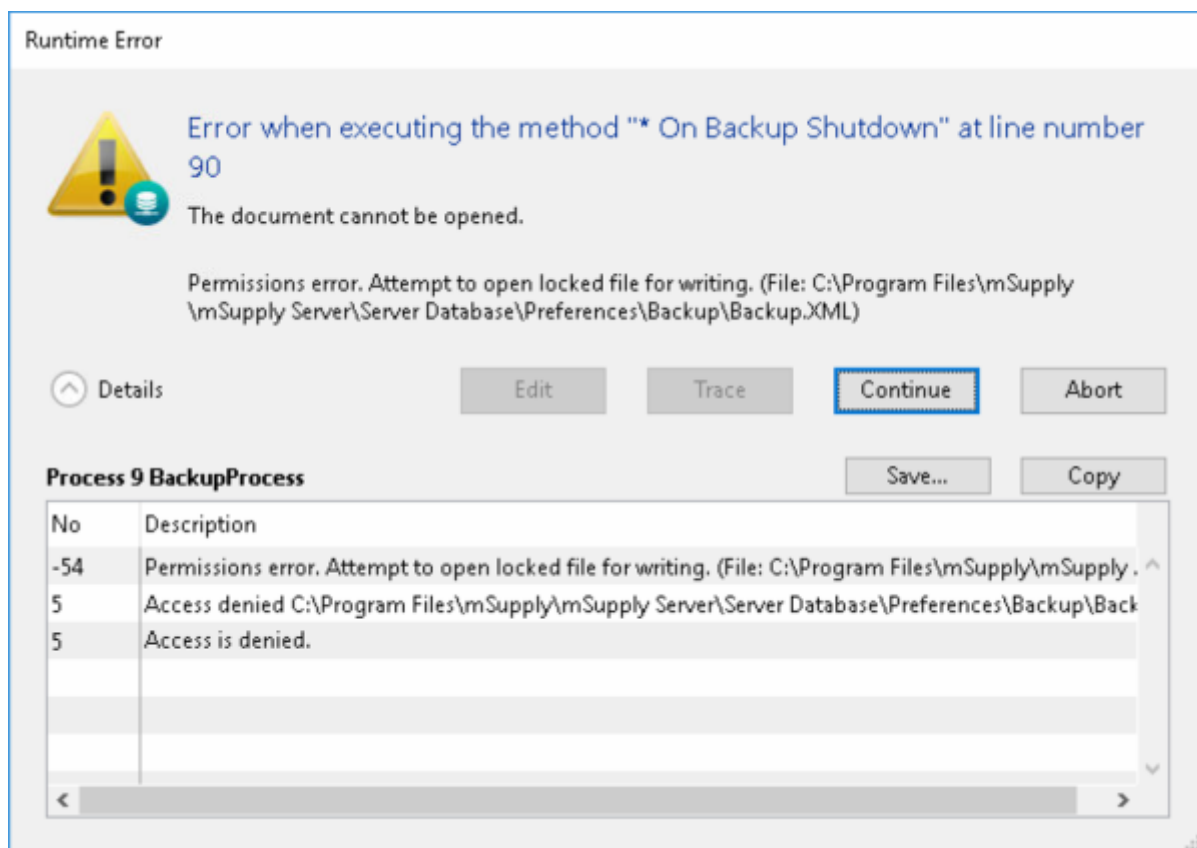 Runtime Error
Error when executing the method "* On Backup Shutdown" at line number
90
The document cannot be opened.
Permissions error. Attempt to open locked file for writing. (File: C:\Program Files\mSupply
\mSupply Server\Server Database\Preferences\Backup\Backup.XML)
Details Edit Trace Continue Abort
Process 9 BackupProcess Save... Copy
No Description
-54 Permissions error. Attempt to open locked file for writing. (File: C:\Program Files\mSupply\mSupply .
5 Access denied C:\Program Files\mSupply\mSupply Server\Server Database\Preferences\Backup\Back
5 Access is denied.